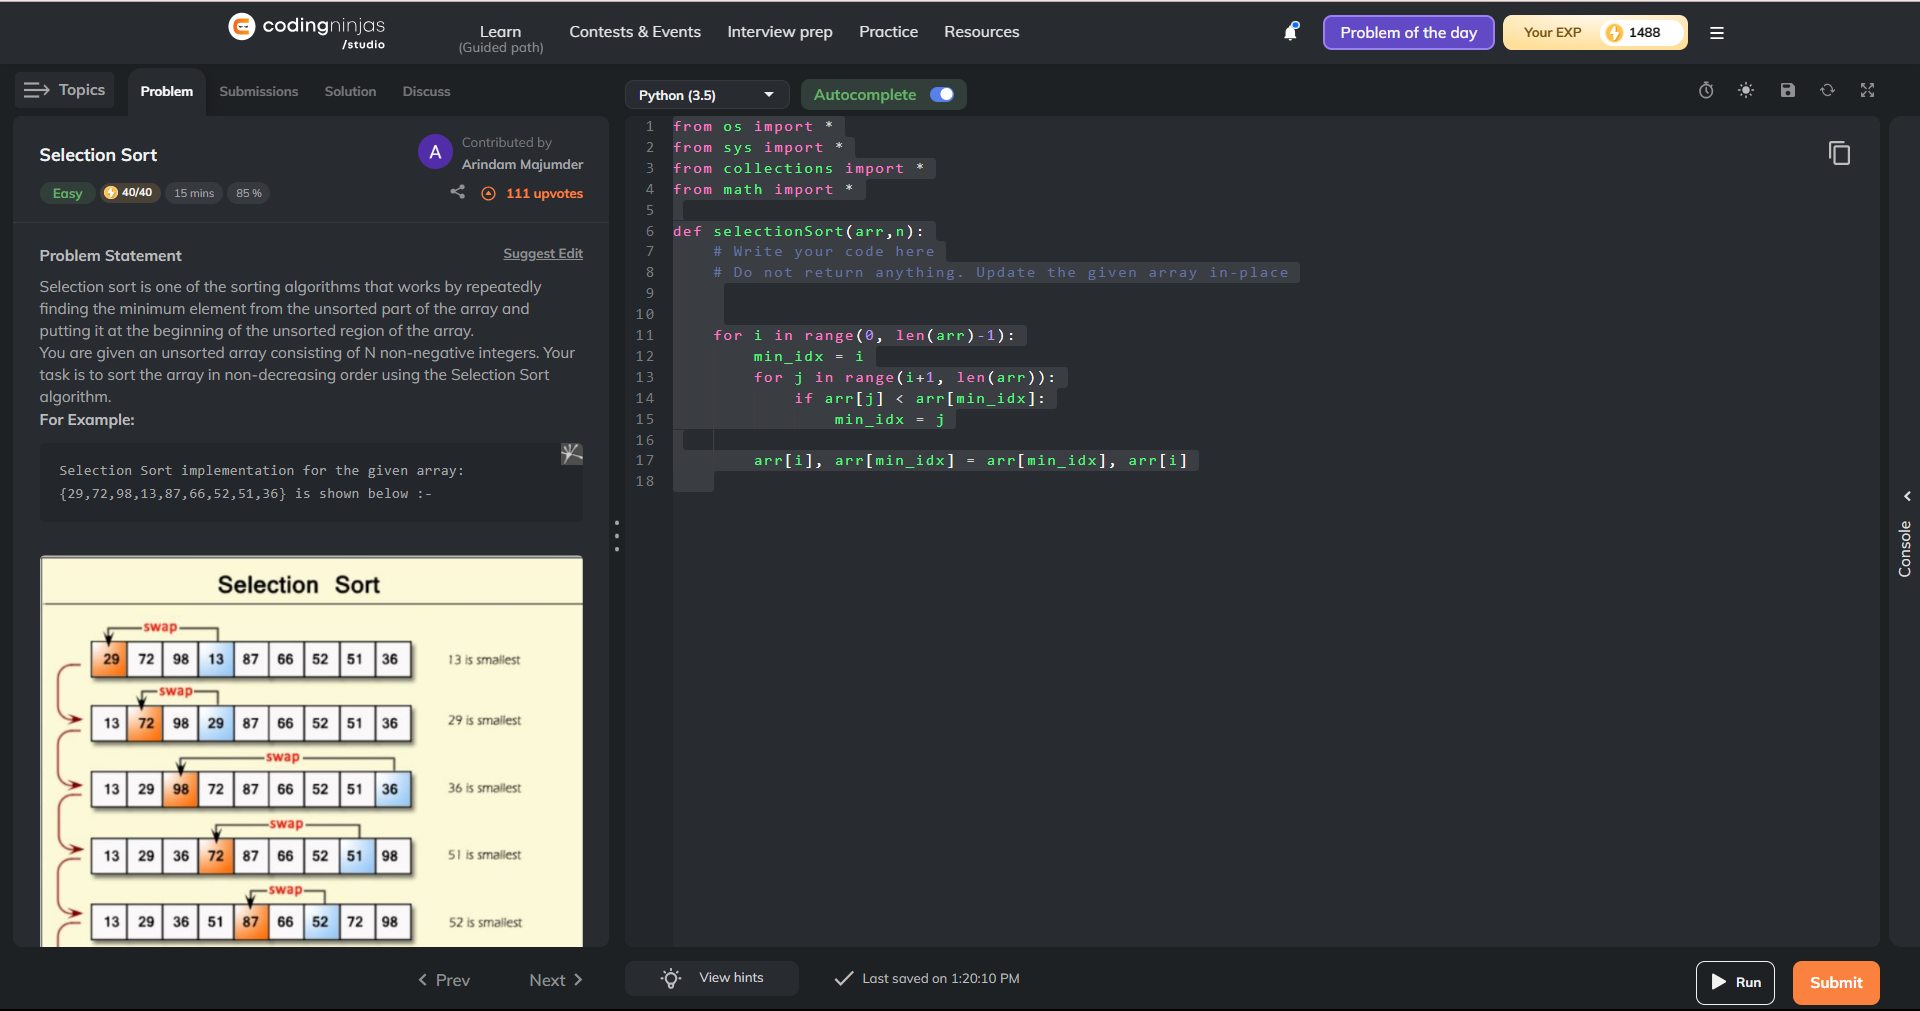 codingninjas
/studio
Learn
(Guided path)
Contests & Events
Interview prep
Practice
Resources
Problem of the day
Your EXP
1488
Topics
Problem
Submissions
Solution
Discuss
Selection Sort
A
Contributed by
Arindam Majumder
Easy
40/40
15 mins
85 %
111 upvotes
Problem Statement
Suggest Edit
Selection sort is one of the sorting algorithms that works by repeatedly
finding the minimum element from the unsorted part of the array and
putting it at the beginning of the unsorted region of the array.
You are given an unsorted array consisting of N non-negative integers. Your
task is to sort the array in non-decreasing order using the Selection Sort
algorithm.
For Example:
Selection Sort implementation for the given array:
{29,72,98,13,87,66,52,51,36} is shown below :-
Selection Sort
swap
29 72 98 13 87 66 52 51 36 13 is smallest
swap
13 72 98 29 87 66 52 51 36 29 is smallest
swap
13 29 98 72 87 66 52 51 36 36 is smallest
swap
13 29 36 72 87 66 52 51 98 51 is smallest
swap
13 29 36 51 87 66 52 72 98 52 is smallest
Prev
Next
Python (3.5)
Autocomplete
1 from os import *
2 from sys import *
3 from collections import *
4 from math import *
5
6 def selectionSort(arr,n):
7 # Write your code here
8 # Do not return anything. Update the given array in-place
9
10
11 for i in range(0, len(arr)-1):
12 min_idx = i
13 for j in range(i+1, len(arr)):
14 if arr[j] < arr[min_idx]:
15 min_idx = j
16
17 arr[i], arr[min_idx] = arr[min_idx], arr[i]
18
Console
View hints
Last saved on 1:20:10 PM
Run
Submit